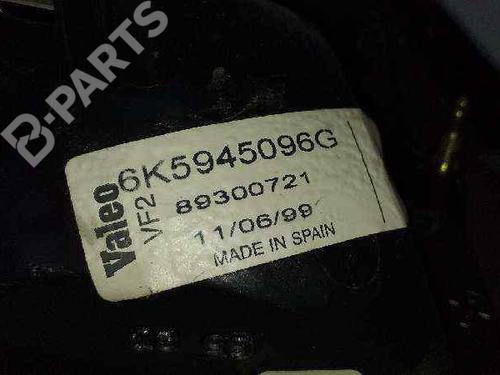 B-PARTS
Valeo
VF2
6K5945096G
89300721
11/06/99
MADE IN SPAIN